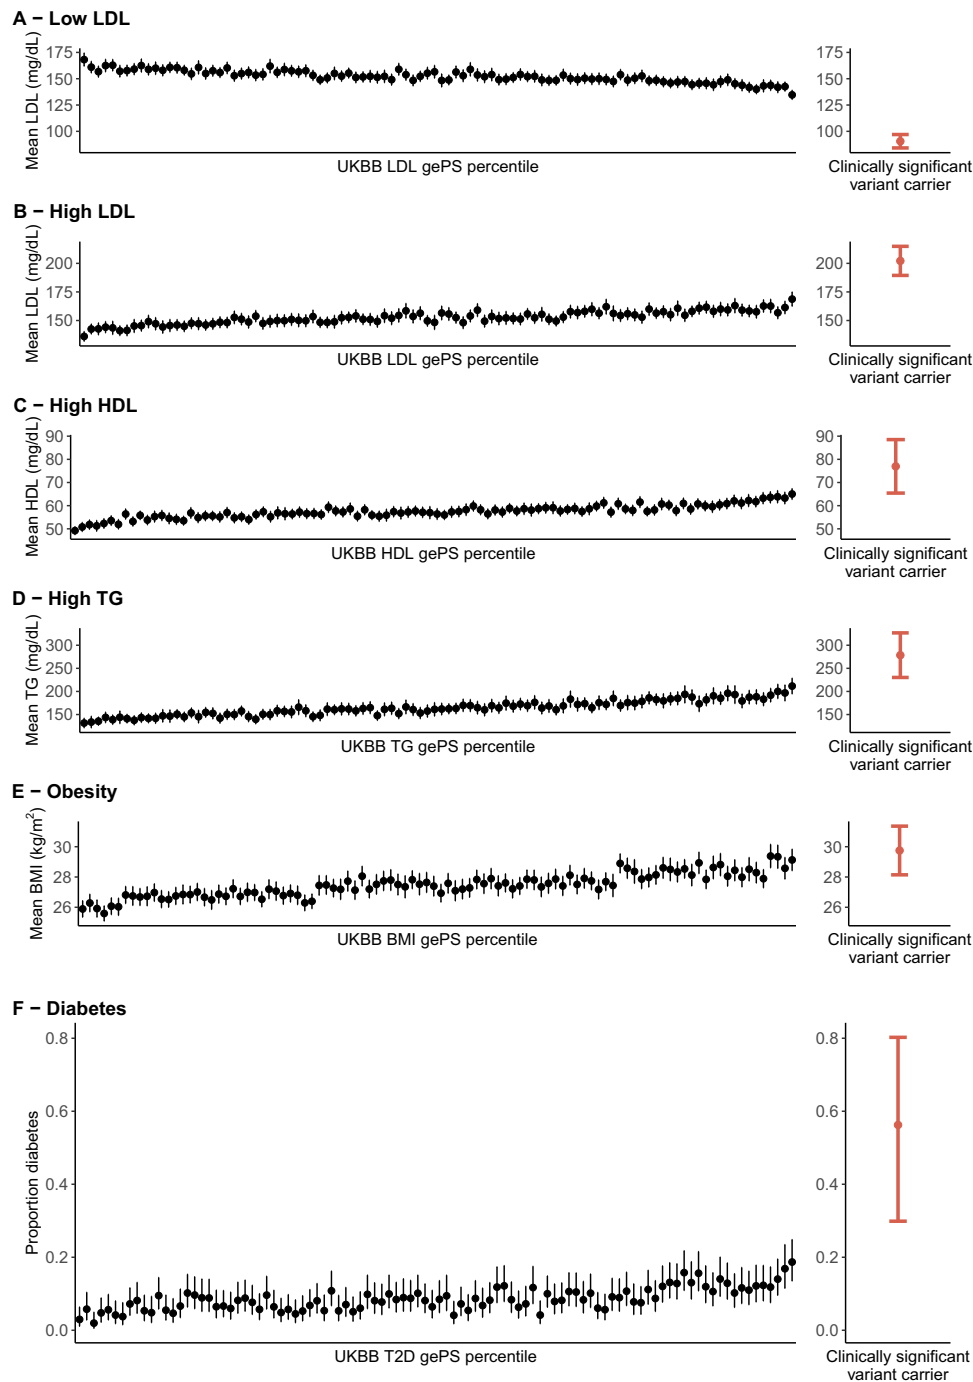 A − Low LDL
Mean LDL (mg/dL)
175
150
125
100
UKBB LDL gePS percentile
175
150
125
100
Clinically significant
variant carrier
B − High LDL
Mean LDL (mg/dL)
200
175
150
UKBB LDL gePS percentile
200
175
150
Clinically significant
variant carrier
C − High HDL
Mean HDL (mg/dL)
90
80
70
60
50
UKBB HDL gePS percentile
90
80
70
60
50
Clinically significant
variant carrier
D − High TG
Mean TG (mg/dL)
300
250
200
150
UKBB TG gePS percentile
300
250
200
150
Clinically significant
variant carrier
E − Obesity
Mean BMI (kg/m²)
30
28
26
UKBB BMI gePS percentile
30
28
26
Clinically significant
variant carrier
F − Diabetes
Proportion diabetes
0.8
0.6
0.4
0.2
0.0
UKBB T2D gePS percentile
0.8
0.6
0.4
0.2
0.0
Clinically significant
variant carrier